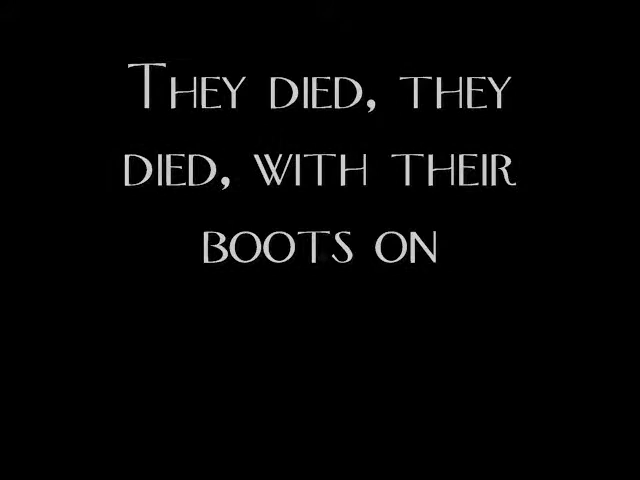 They died, they
died, with their
boots on